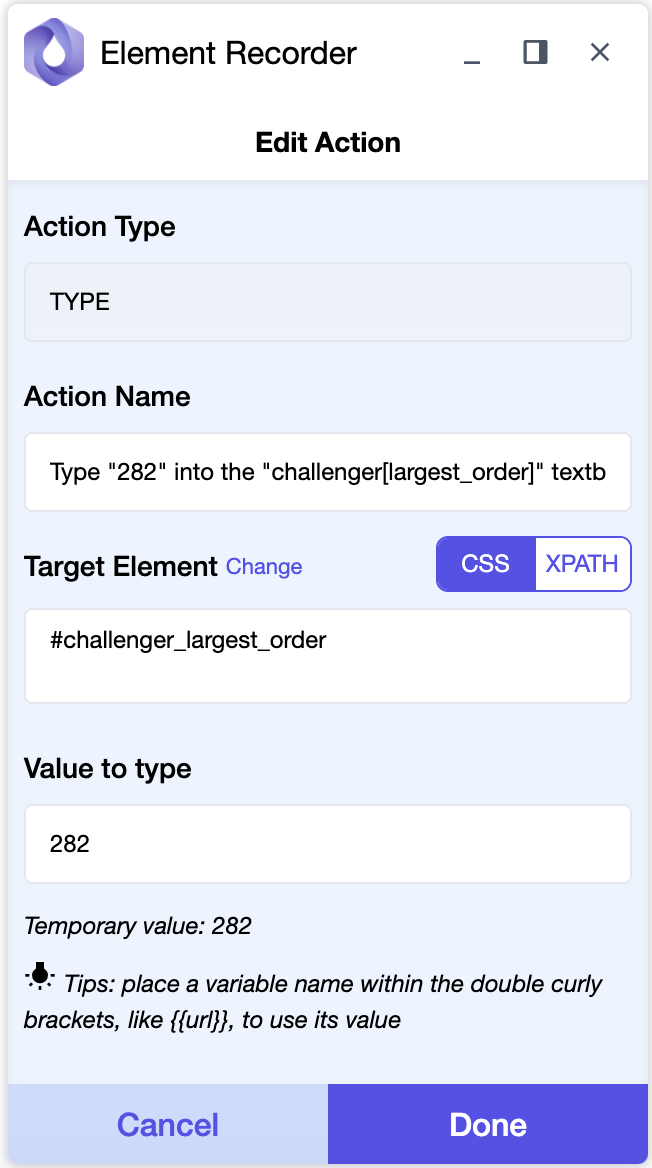 Element Recorder
Edit Action
Action Type
TYPE
Action Name
Type "282" into the "challenger[largest_order]" textb
Target Element Change CSS XPATH
#challenger_largest_order
Value to type
282
Temporary value: 282
Tips: place a variable name within the double curly
brackets, like {{url}}, to use its value
Cancel Done